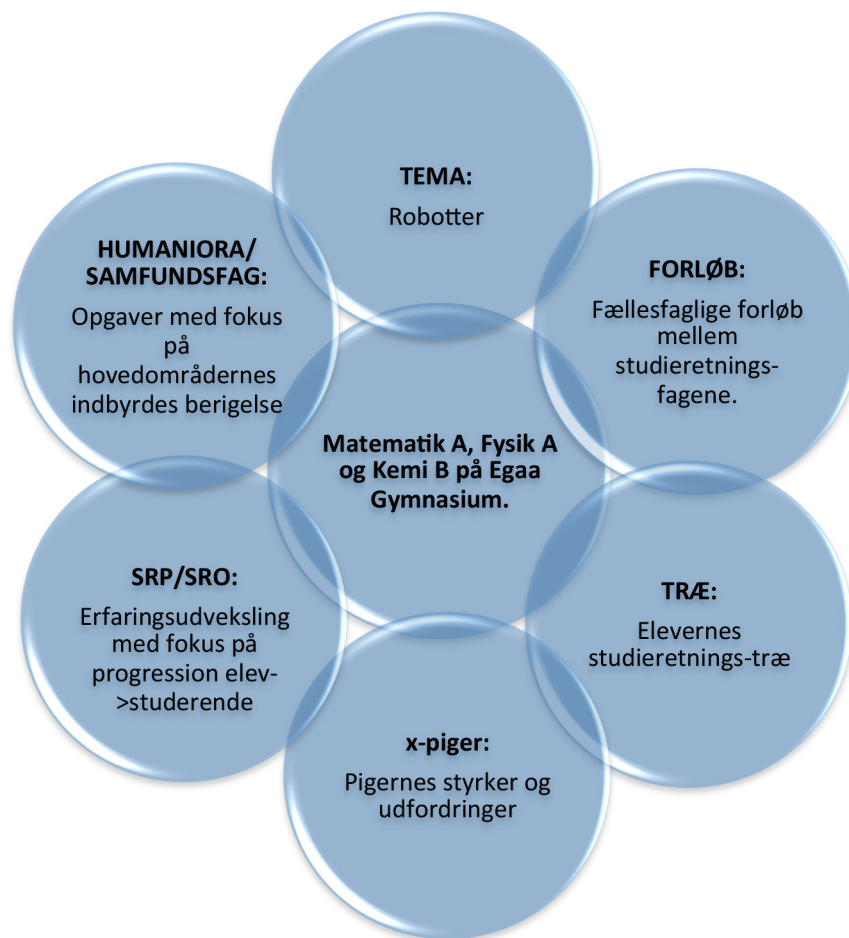 TEMA:
Robotter
HUMANIORA/
SAMFUNDSFAG:
Opgaver med fokus
på
hovedområdernes
indbyrdes berigelse
FORLØB:
Fællesfaglige forløb
mellem
studieretnings-
fagene.
Matematik A, Fysik A
og Kemi B på Egaa
Gymnasium.
SRP/SRO:
Erfaringsudveksling
med fokus på
progression elev-
>studerende
TRÆ:
Elevernes
studieretnings-træ
x-piger:
Pigernes styrker og
udfordringer